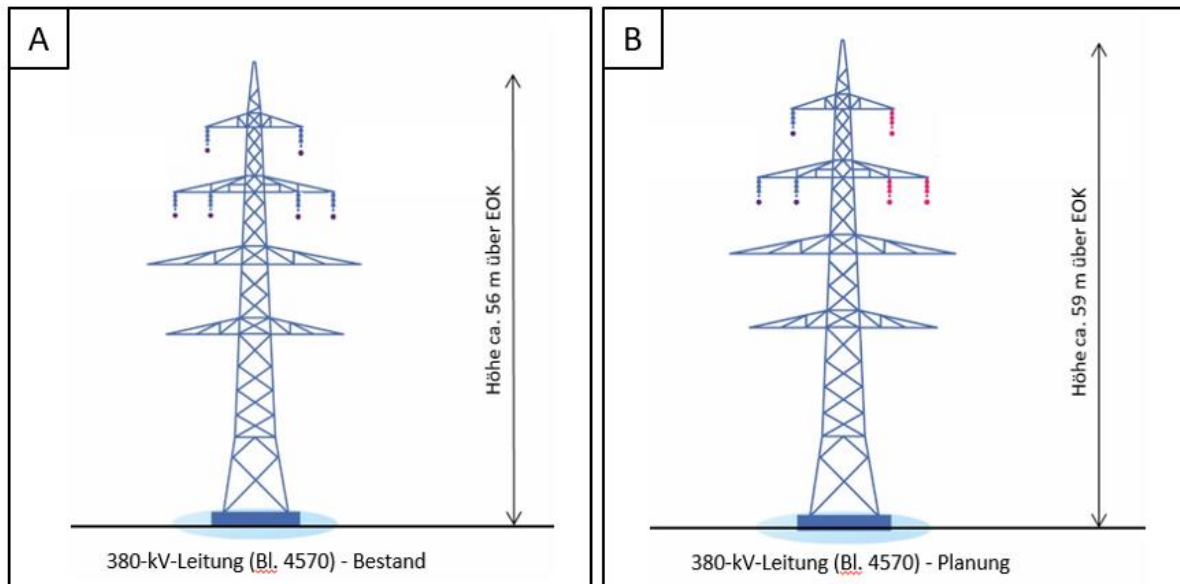 A
Höhe ca. 56 m über EOK
380-kV-Leitung (Bl. 4570) - Bestand
B
Höhe ca. 59 m über EOK
380-kV-Leitung (Bl. 4570) - Planung